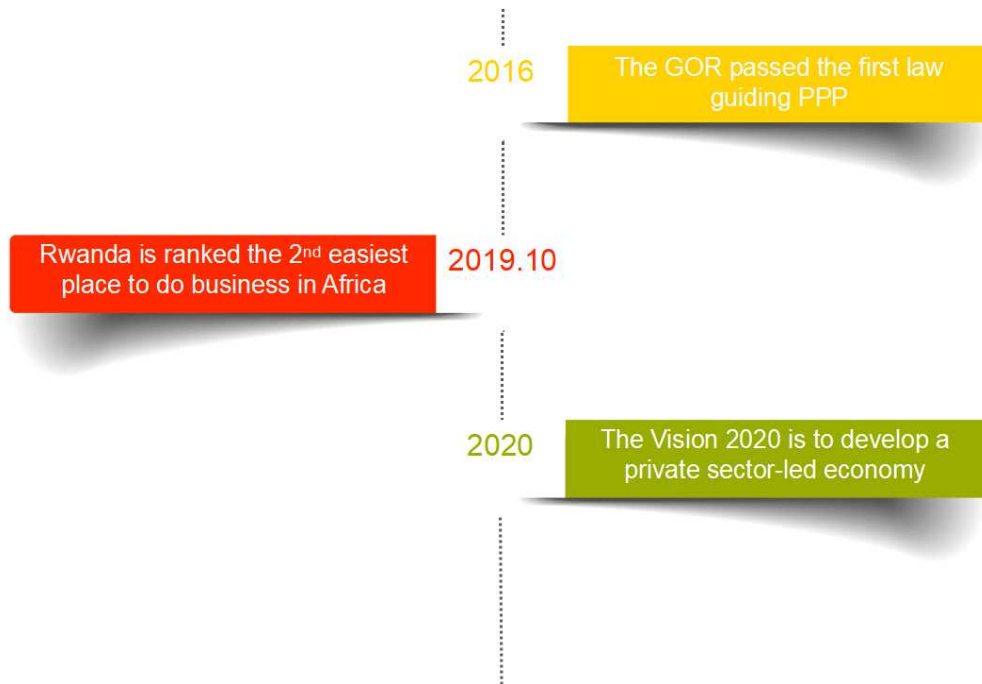 2016
The GOR passed the first law
guiding PPP
Rwanda is ranked the 2nd easiest
place to do business in Africa
2019.10
2020
The Vision 2020 is to develop a
private sector-led economy